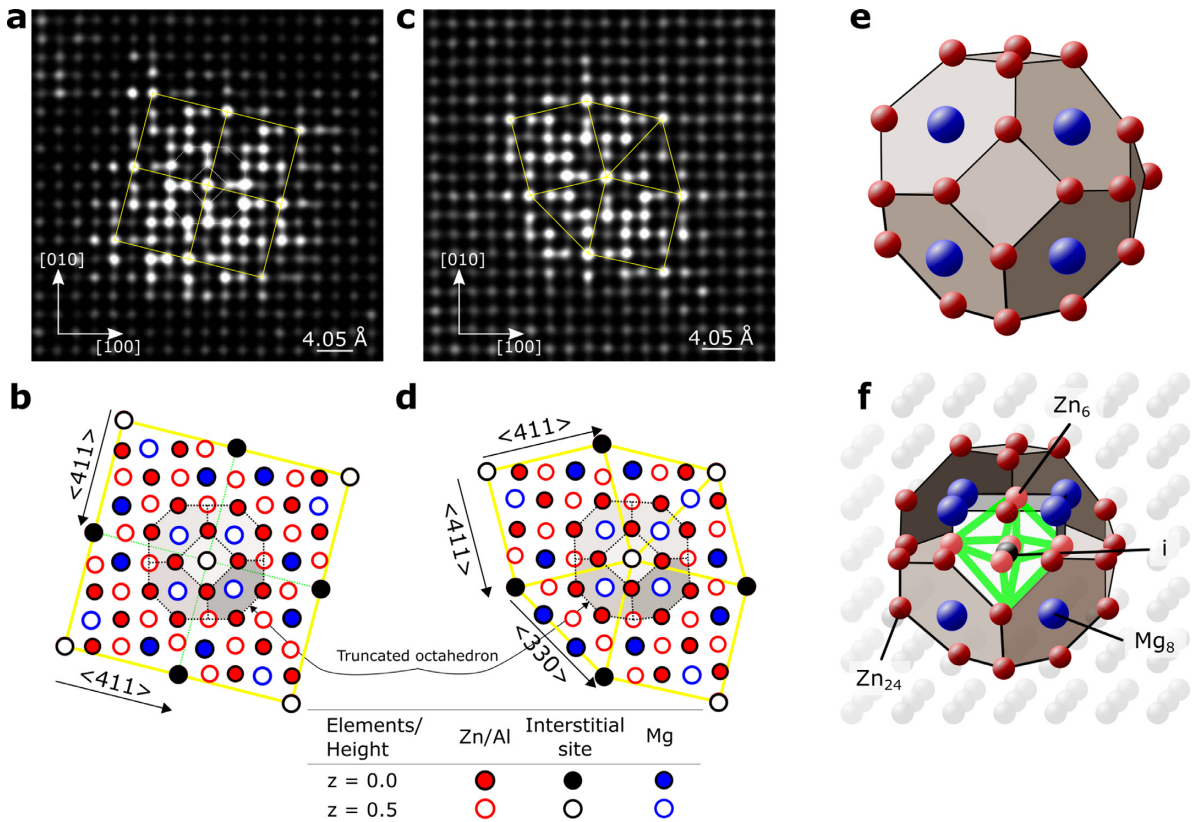 a
[010]
[100]
4.05 Å
c
[010]
[100]
4.05 Å
e
b
<411>
<411>
d
<411>
<411>
<330>
Truncated octahedron
Elements/
Height
Zn/Al
Interstitial
site
Mg
z = 0.0
z = 0.5
f
Zn6
i
Mg8
Zn24